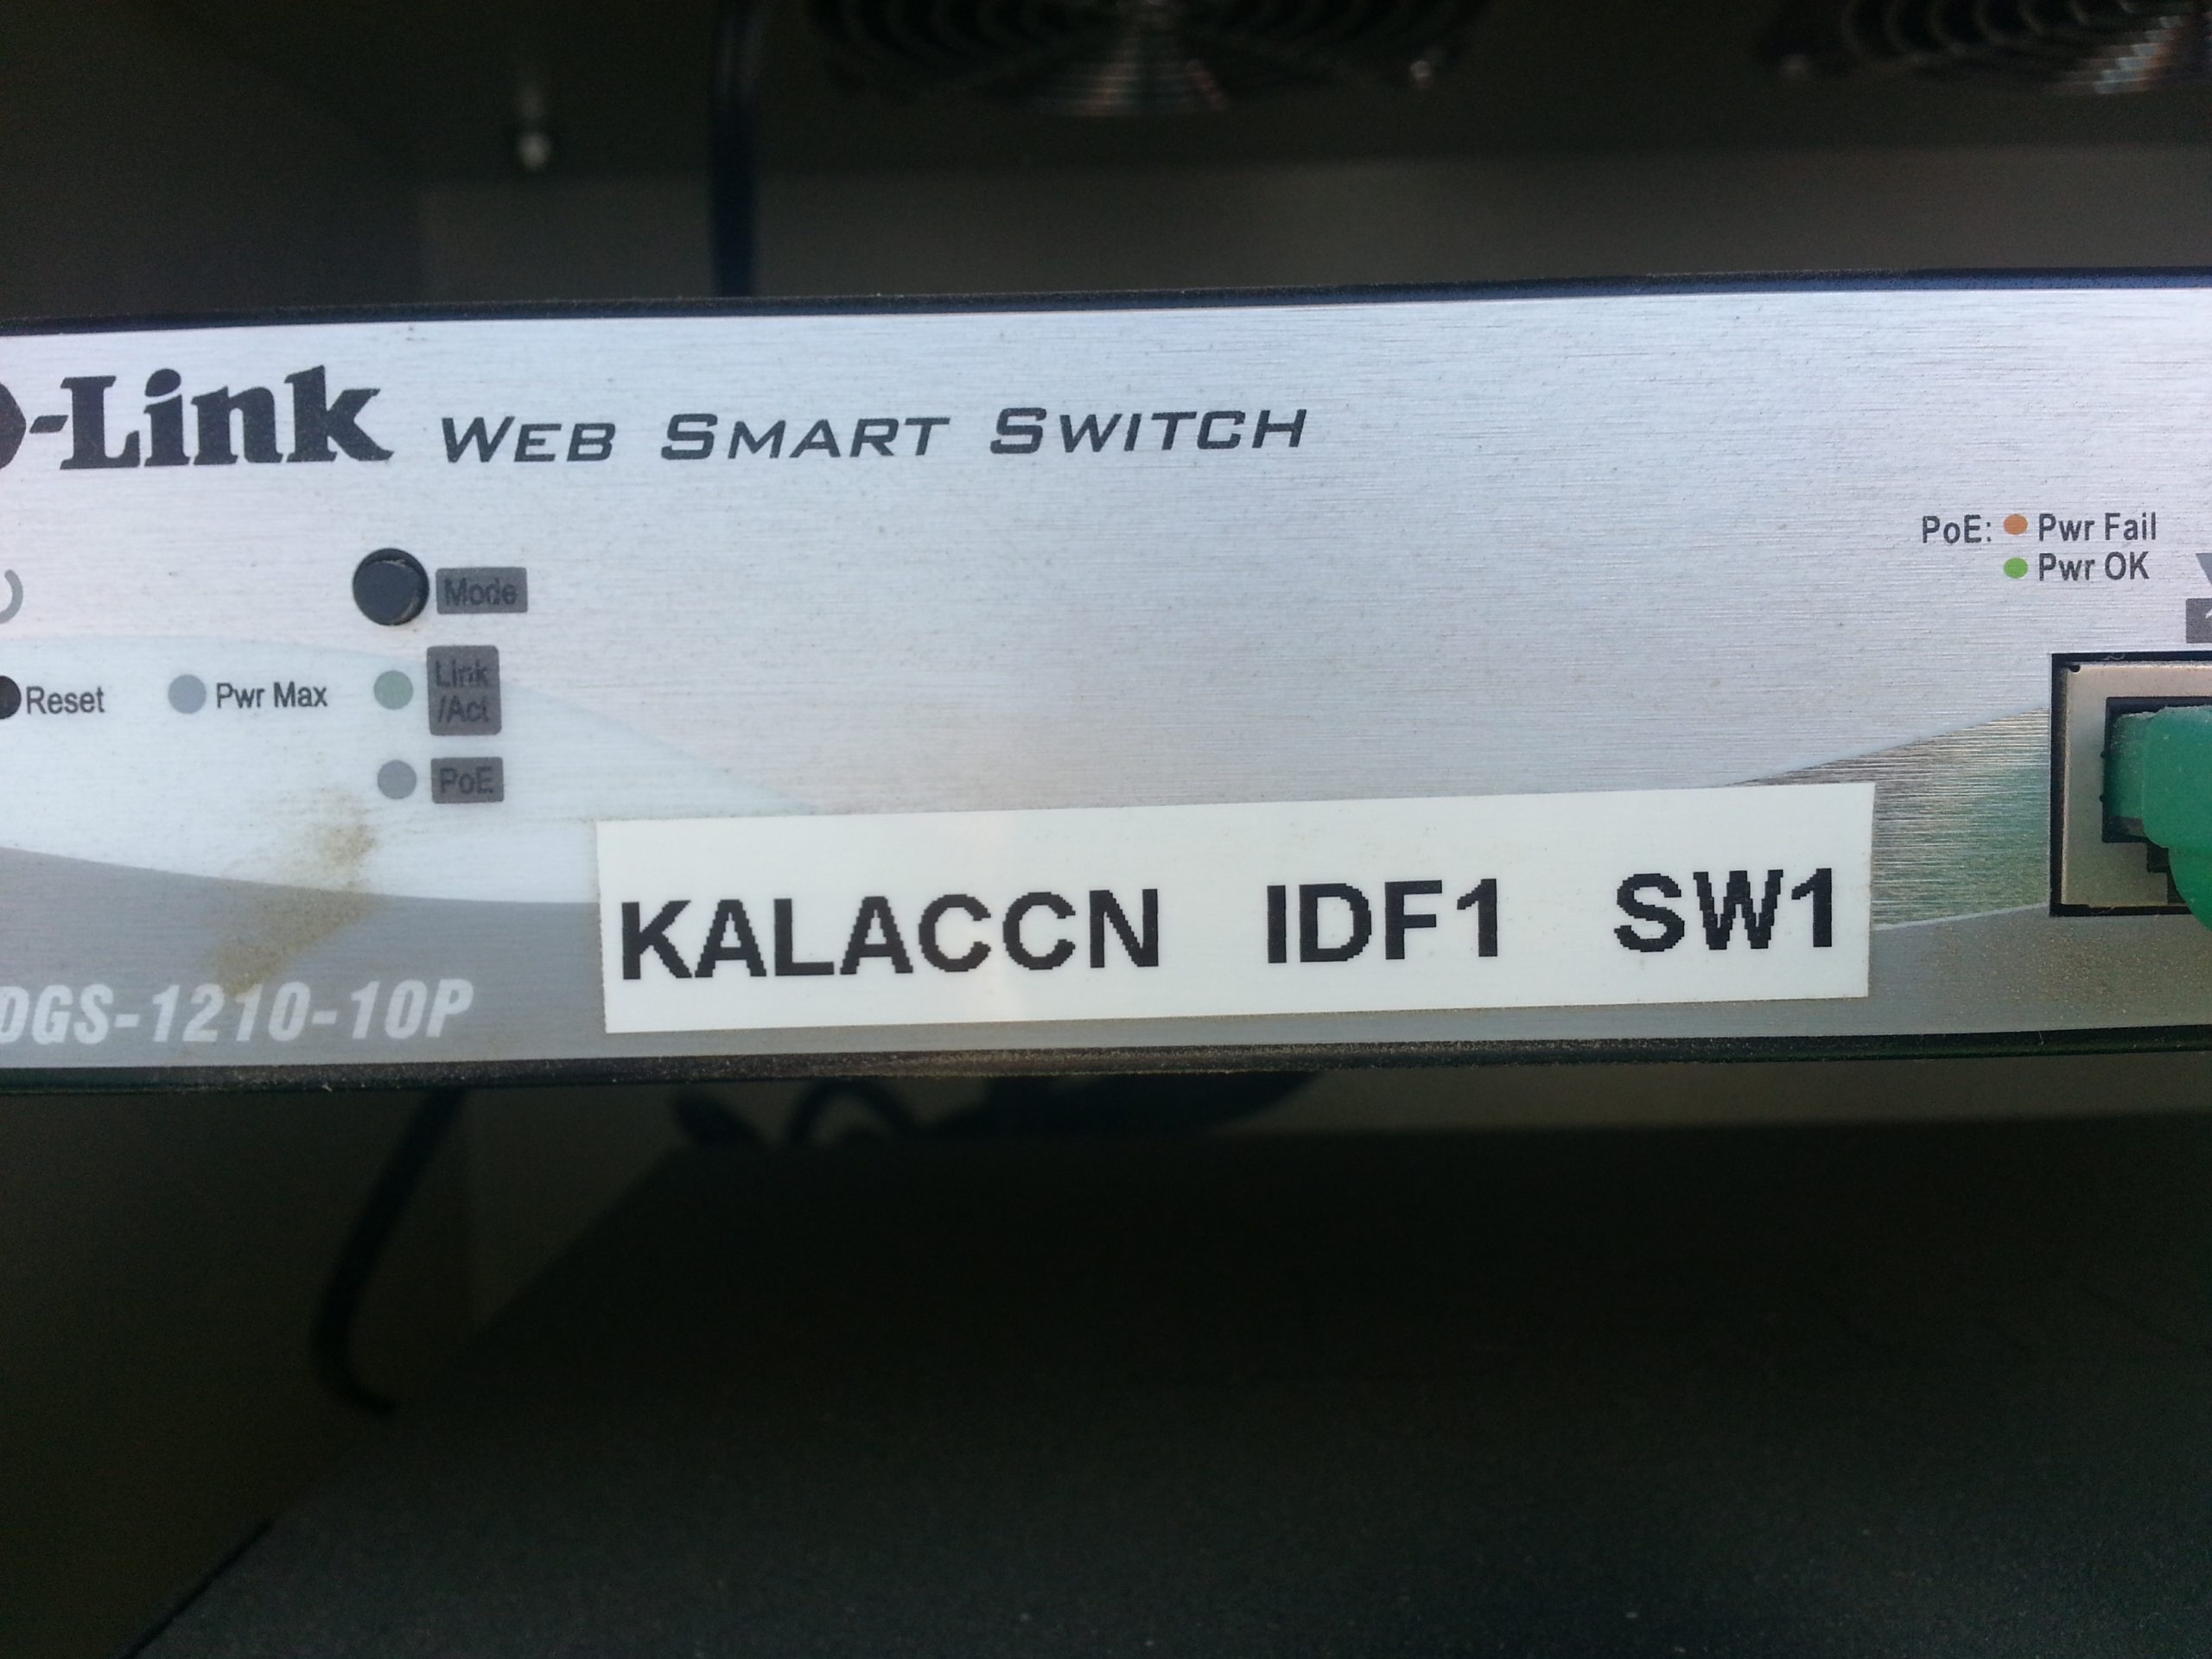 -Link WEB SMART SWITCH
PoE: Pwr Fail
Pwr OK
Mode
Reset Pwr Max Link
/Act
PoE
KALACCN IDF1 SW1
DGS-1210-10P